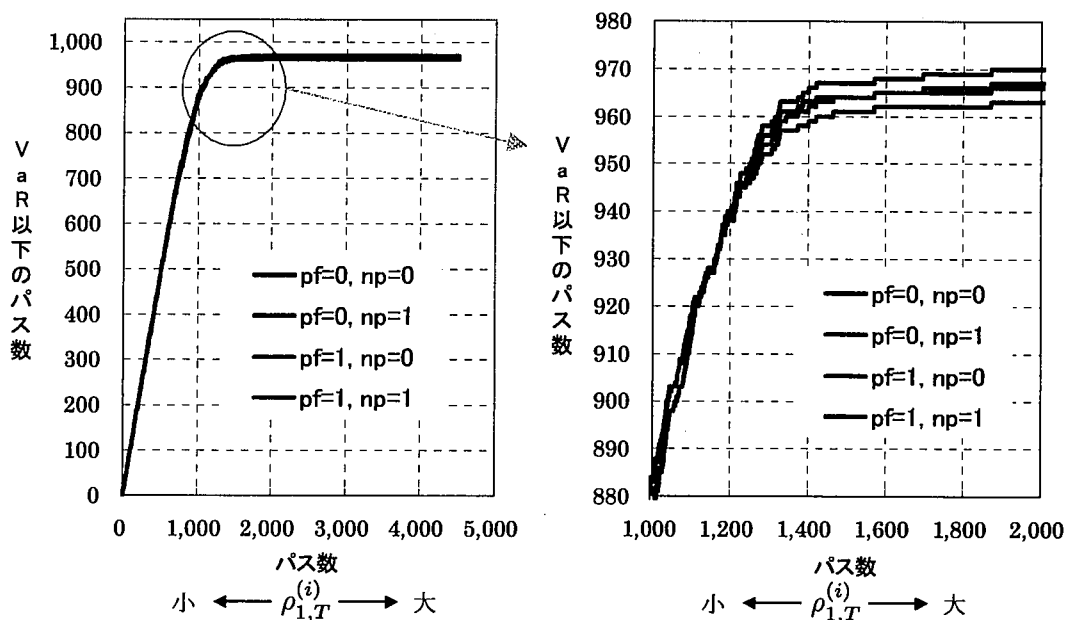 1,000
900
800
700
600
500
400
300
200
100
0
VaR以下のパス数
pf=0, np=0
pf=0, np=1
pf=1, np=0
pf=1, np=1
0 1,000 2,000 3,000 4,000 5,000
パス数
小 ← ρ_{1,T}^{(i)} → 大
980
970
960
950
940
930
920
910
900
890
880
VaR以下のパス数
pf=0, np=0
pf=0, np=1
pf=1, np=0
pf=1, np=1
1,000 1,200 1,400 1,600 1,800 2,000
パス数
小 ← ρ_{1,T}^{(i)} → 大